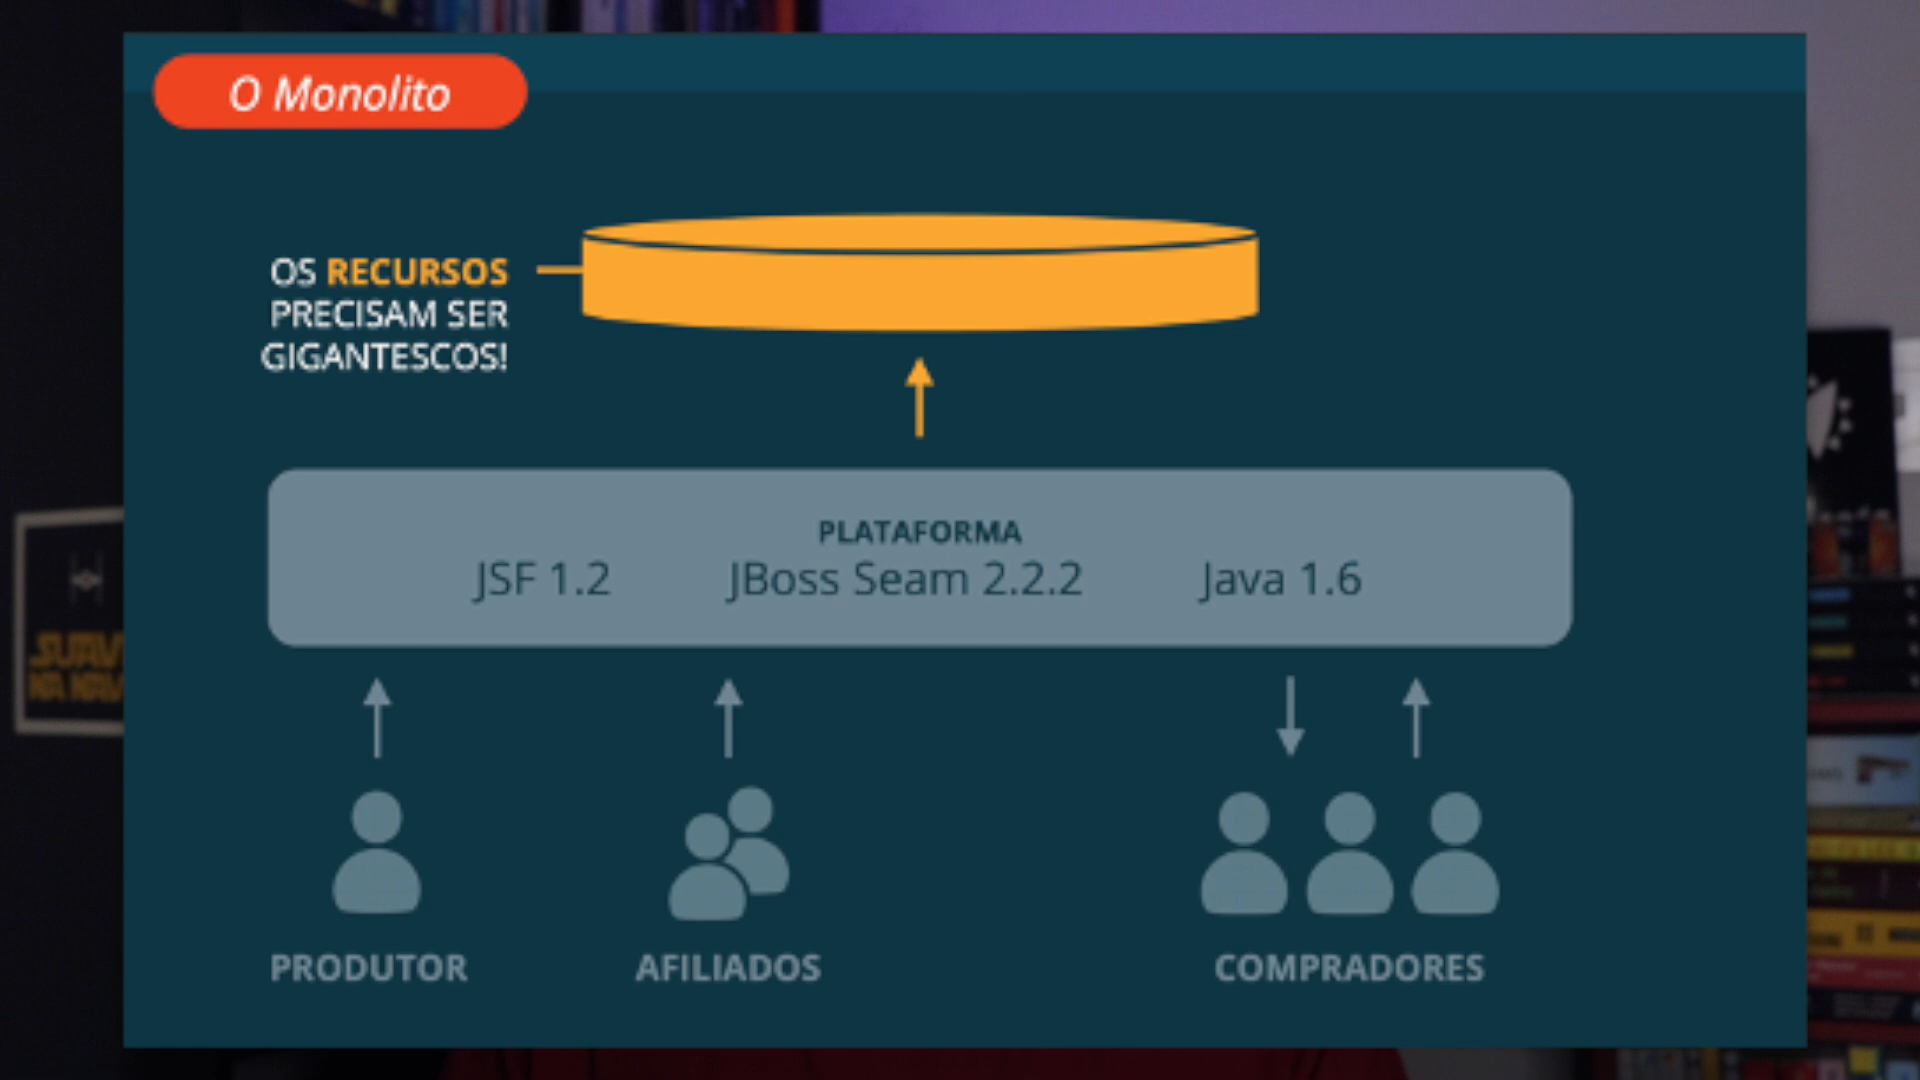 O Monolito
OS RECURSOS
PRECISAM SER
GIGANTESCOS!
PLATAFORMA
JSF 1.2 JBoss Seam 2.2.2 Java 1.6
PRODUTOR
AFILIADOS
COMPRADORES